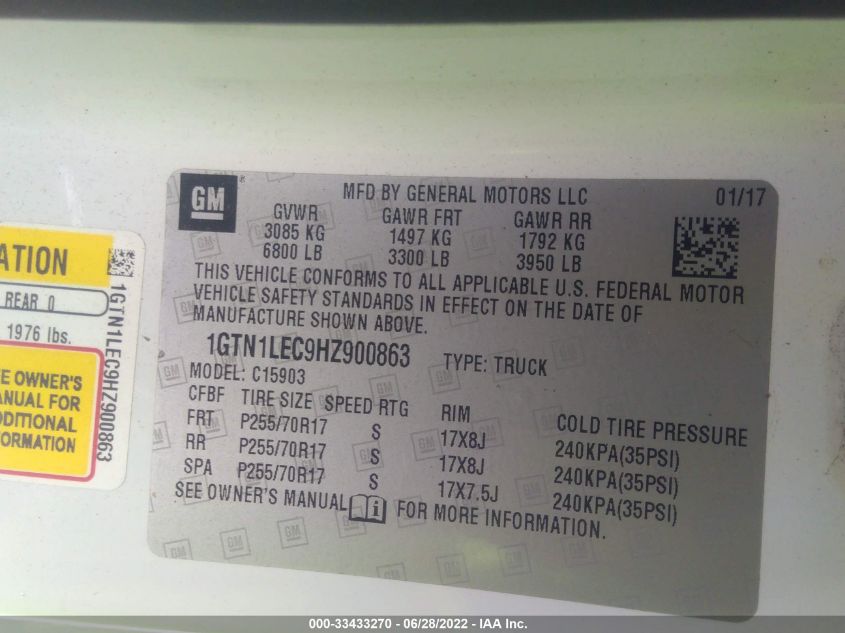 GM
MFD BY GENERAL MOTORS LLC 01/17
GVWR GAWR FRT GAWR RR
3085 KG 1497 KG 1792 KG
6800 LB 3300 LB 3950 LB
THIS VEHICLE CONFORMS TO ALL APPLICABLE U.S. FEDERAL MOTOR
VEHICLE SAFETY STANDARDS IN EFFECT ON THE DATE OF
MANUFACTURE SHOWN ABOVE.
1GTN1LEC9HZ900863 TYPE: TRUCK
MODEL: C15903
CFBF TIRE SIZE SPEED RTG RIM COLD TIRE PRESSURE
FRT P255/70R17 S 17X8J 240KPA(35PSI)
RR P255/70R17 S 17X8J 240KPA(35PSI)
SPA P255/70R17 S 17X7.5J 240KPA(35PSI)
SEE OWNER'S MANUAL i FOR MORE INFORMATION.
ATION
REAR 0
1976 lbs.
EE OWNER'S
ANUAL FOR
DDITIONAL
FORMATION
1GTN1LEC9HZ900863
000-33433270 - 06/28/2022 - IAA Inc.